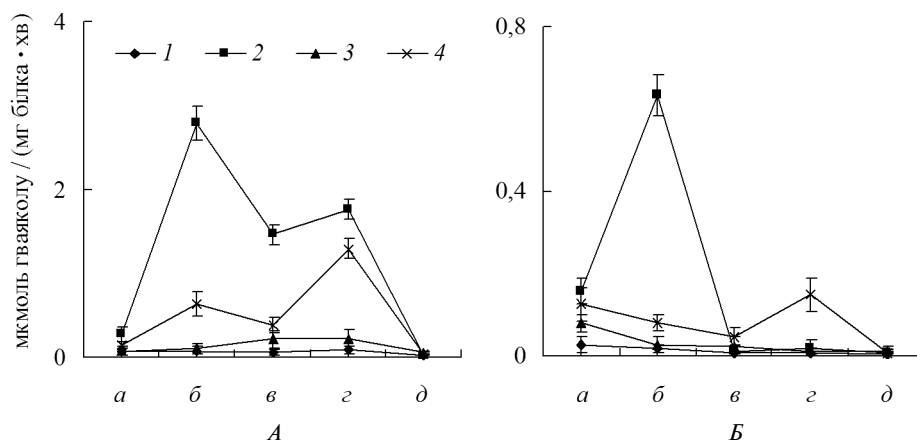 мкмоль гваяколу / (мг білка • хв)
4
2
0
1 2 3 4
а б в г д
А
0,8
0,4
0
а б в г д
Б